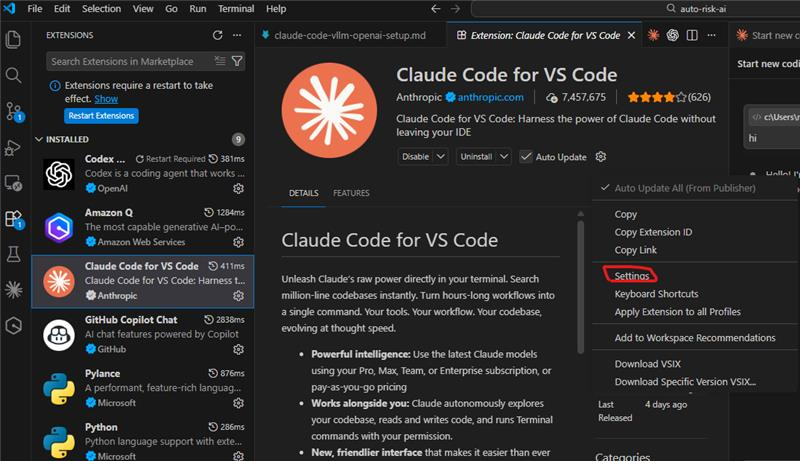 File Edit Selection View Go Run Terminal Help
auto-risk-ai
EXTENSIONS
Search Extensions in Marketplace
Extensions require a restart to take
effect. Show
Restart Extensions
INSTALLED
9
Codex ... Restart Required 381ms
Codex is a coding agent that works ...
OpenAI
Amazon Q 1284ms
The most capable generative AI–po...
Amazon Web Services
Claude Code for VS Code 411ms
Claude Code for VS Code: Harness t...
Anthropic
GitHub Copilot Chat 2838ms
AI chat features powered by Copilot
GitHub
Pylance 876ms
A performant, feature-rich languag...
Microsoft
Python 286ms
Python language support with exte...
Microsoft
1
1
claude-code-vllm-openai-setup.md
Extension: Claude Code for VS Code
Start new
Claude Code for VS Code
Anthropic anthropic.com 7,457,675 (626)
Claude Code for VS Code: Harness the power of Claude Code without
leaving your IDE
Disable Uninstall Auto Update
DETAILS FEATURES
Claude Code for VS Code
Unleash Claude's raw power directly in your terminal. Search
million-line codebases instantly. Turn hours-long workflows into
a single command. Your tools. Your workflow. Your codebase,
evolving at thought speed.
• Powerful intelligence: Use the latest Claude models
using your Pro, Max, Team, or Enterprise subscription, or
pay-as-you-go pricing
• Works alongside you: Claude autonomously explores
your codebase, reads and writes code, and runs Terminal
commands with your permission.
• New, friendlier interface that makes it easier than ever
Auto Update All (From Publisher)
Copy
Copy Extension ID
Copy Link
Settings
Keyboard Shortcuts
Apply Extension to all Profiles
Add to Workspace Recommendations
Download VSIX
Download Specific Version VSIX...
Last 4 days ago
Released
Categories
Start new codin
c:\Users\
hi